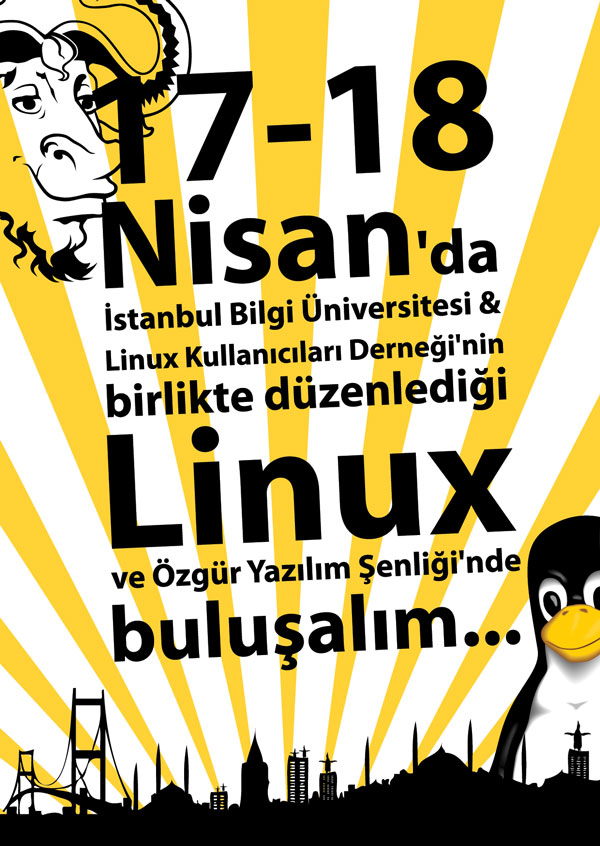 17-18
Nisan'da
İstanbul Bilgi Üniversitesi &
Linux Kullanıcıları Derneği'nin
birlikte düzenlediği
Linux
ve Özgür Yazılım Şenliği'nde
buluşalım...